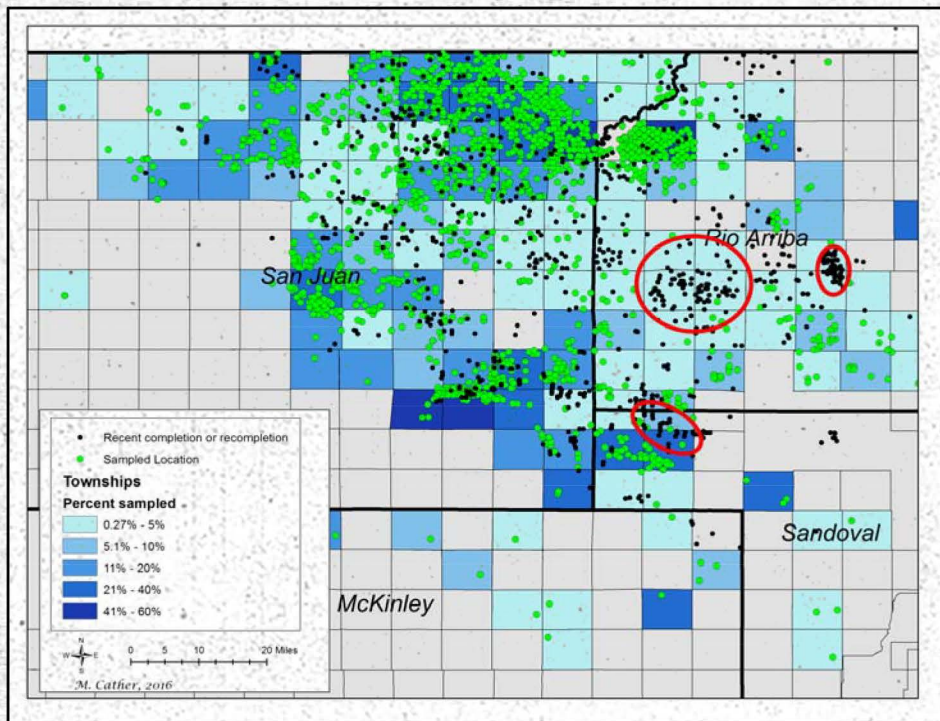 Rio Arriba
San Juan
Sandoval
McKinley
Recent completion or recompletion
Sampled Location
Townships
Percent sampled
0.27% - 5%
5.1% - 10%
11% - 20%
21% - 40%
41% - 60%
N
W E
S
0 5 10 20 Miles
M. Cather, 2016